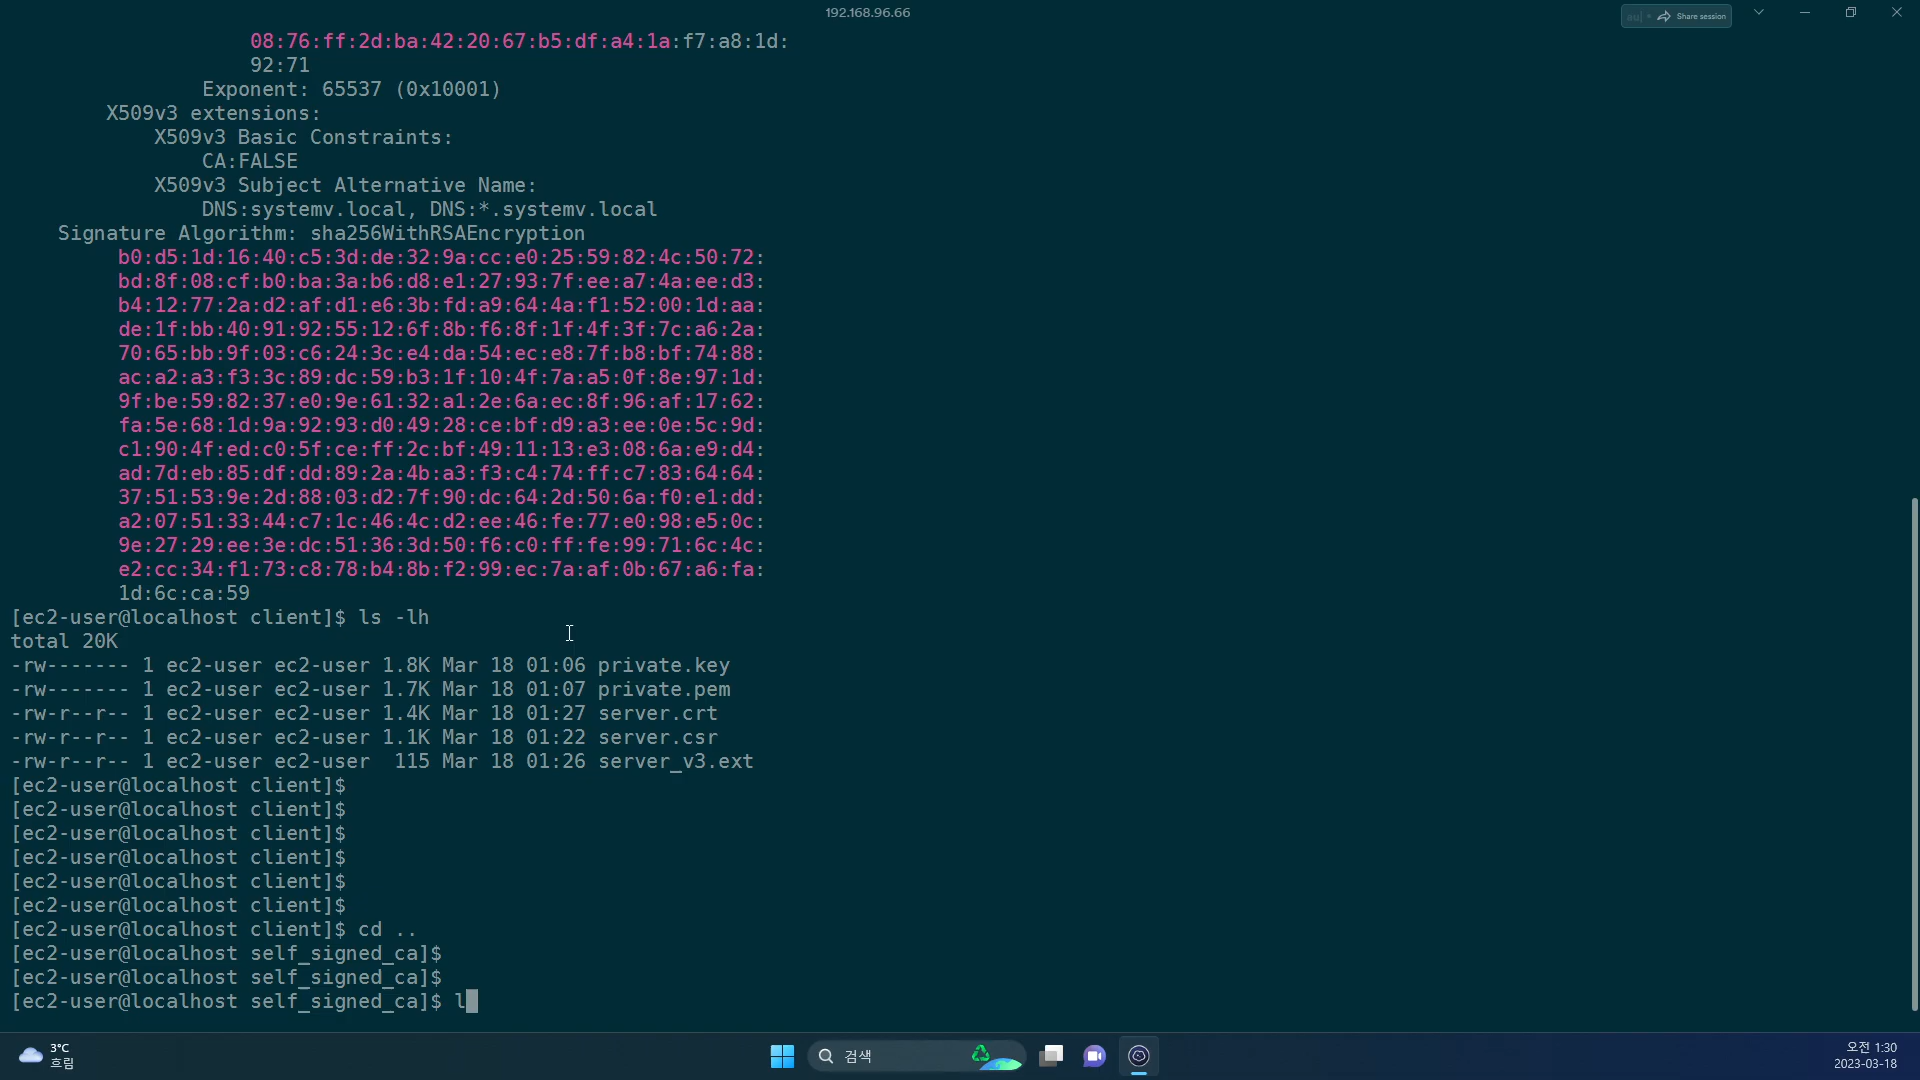 192.168.96.66
Share session
08:76:ff:2d:ba:42:20:67:b5:df:a4:1a:f7:a8:1d:
92:71
Exponent: 65537 (0x10001)
X509v3 extensions:
X509v3 Basic Constraints:
CA:FALSE
X509v3 Subject Alternative Name:
DNS:systemv.local, DNS:*.systemv.local
Signature Algorithm: sha256WithRSAEncryption
b0:d5:1d:16:40:c5:3d:de:32:9a:cc:e0:25:59:82:4c:50:72:
bd:8f:08:cf:b0:ba:3a:b6:d8:e1:27:93:7f:ee:a7:4a:ee:d3:
b4:12:77:2a:d2:af:d1:e6:3b:fd:a9:64:4a:f1:52:00:1d:aa:
de:1f:bb:40:91:92:55:12:6f:8b:f6:8f:1f:4f:3f:7c:a6:2a:
70:65:bb:9f:03:c6:24:3c:e4:da:54:ec:e8:7f:b8:bf:74:88:
ac:a2:a3:f3:3c:89:dc:59:b3:1f:10:4f:7a:a5:0f:8e:97:1d:
9f:be:59:82:37:e0:9e:61:32:a1:2e:6a:ec:8f:96:af:17:62:
fa:5e:68:1d:9a:92:93:d0:49:28:ce:bf:d9:a3:ee:0e:5c:9d:
c1:90:4f:ed:c0:5f:ce:ff:2c:bf:49:11:13:e3:08:6a:e9:d4:
ad:7d:eb:85:df:dd:89:2a:4b:a3:f3:c4:74:ff:c7:83:64:64:
37:51:53:9e:2d:88:03:d2:7f:90:dc:64:2d:50:6a:f0:e1:dd:
a2:07:51:33:44:c7:1c:46:4c:d2:ee:46:fe:77:e0:98:e5:0c:
9e:27:29:ee:3e:dc:51:36:3d:50:f6:c0:ff:fe:99:71:6c:4c:
e2:cc:34:f1:73:c8:78:b4:8b:f2:99:ec:7a:af:0b:67:a6:fa:
1d:6c:ca:59
[ec2-user@localhost client]$ ls -lh
total 20K
-rw------- 1 ec2-user ec2-user 1.8K Mar 18 01:06 private.key
-rw------- 1 ec2-user ec2-user 1.7K Mar 18 01:07 private.pem
-rw-r--r-- 1 ec2-user ec2-user 1.4K Mar 18 01:27 server.crt
-rw-r--r-- 1 ec2-user ec2-user 1.1K Mar 18 01:22 server.csr
-rw-r--r-- 1 ec2-user ec2-user  115 Mar 18 01:26 server_v3.ext
[ec2-user@localhost client]$
[ec2-user@localhost client]$
[ec2-user@localhost client]$
[ec2-user@localhost client]$
[ec2-user@localhost client]$
[ec2-user@localhost client]$
[ec2-user@localhost client]$ cd ..
[ec2-user@localhost self_signed_ca]$
[ec2-user@localhost self_signed_ca]$
[ec2-user@localhost self_signed_ca]$ l
3°C
흐림
검색
오전 1:30
2023-03-18